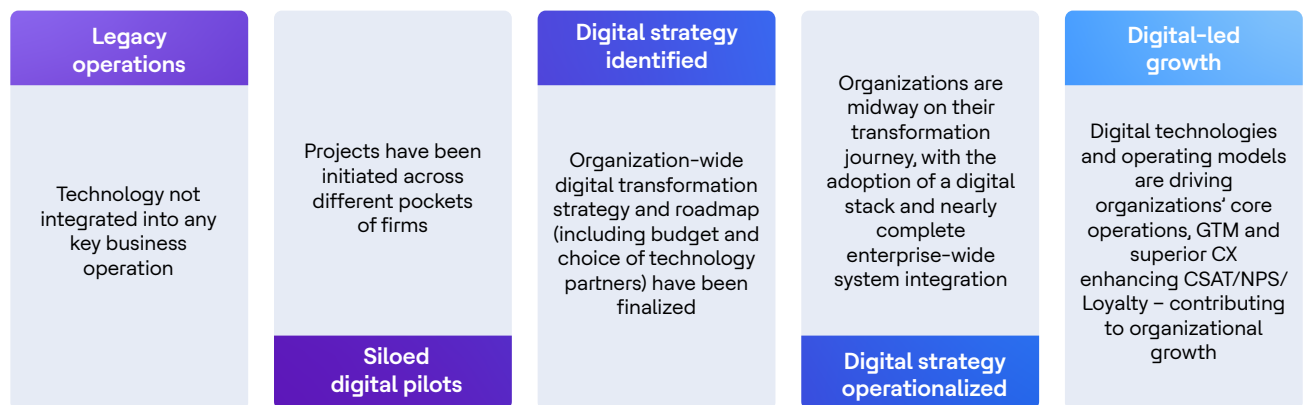 Legacy
operations
Technology not
integrated into any
key business
operation
Projects have been
initiated across
different pockets
of firms
Siloed
digital pilots
Digital strategy
identified
Organization-wide
digital transformation
strategy and roadmap
(including budget and
choice of technology
partners) have been
finalized
Organizations are
midway on their
transformation
journey, with the
adoption of a digital
stack and nearly
complete
enterprise-wide
system integration
Digital strategy
operationalized
Digital-led
growth
Digital technologies
and operating models
are driving
organizations' core
operations, GTM and
superior CX
enhancing CSAT/NPS/
Loyalty – contributing
to organizational
growth